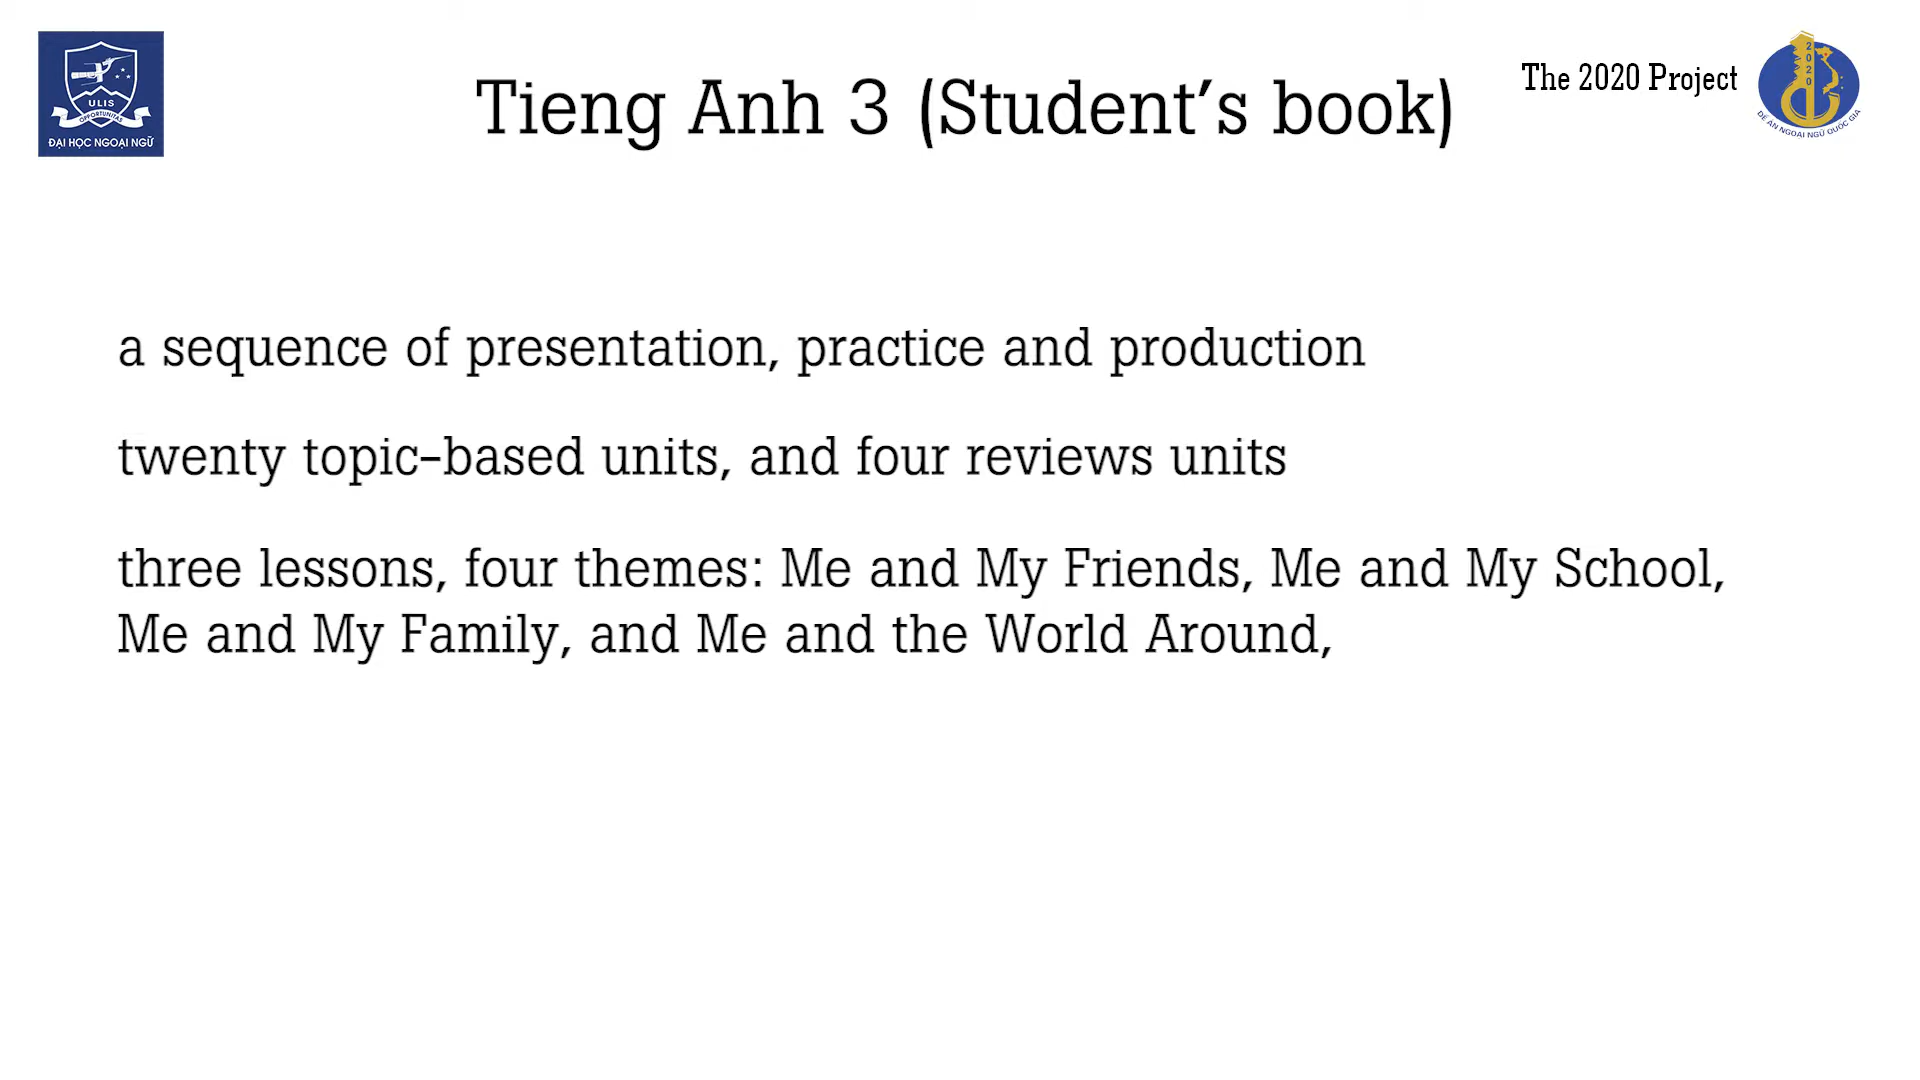 ULIS
OPPORTUNITAS
ĐẠI HỌC NGOẠI NGỮ
Tieng Anh 3 (Student's book)
The 2020 Project
2020
ĐỀ ÁN NGOẠI NGỮ QUỐC GIA
a sequence of presentation, practice and production
twenty topic-based units, and four reviews units
three lessons, four themes: Me and My Friends, Me and My School,
Me and My Family, and Me and the World Around,